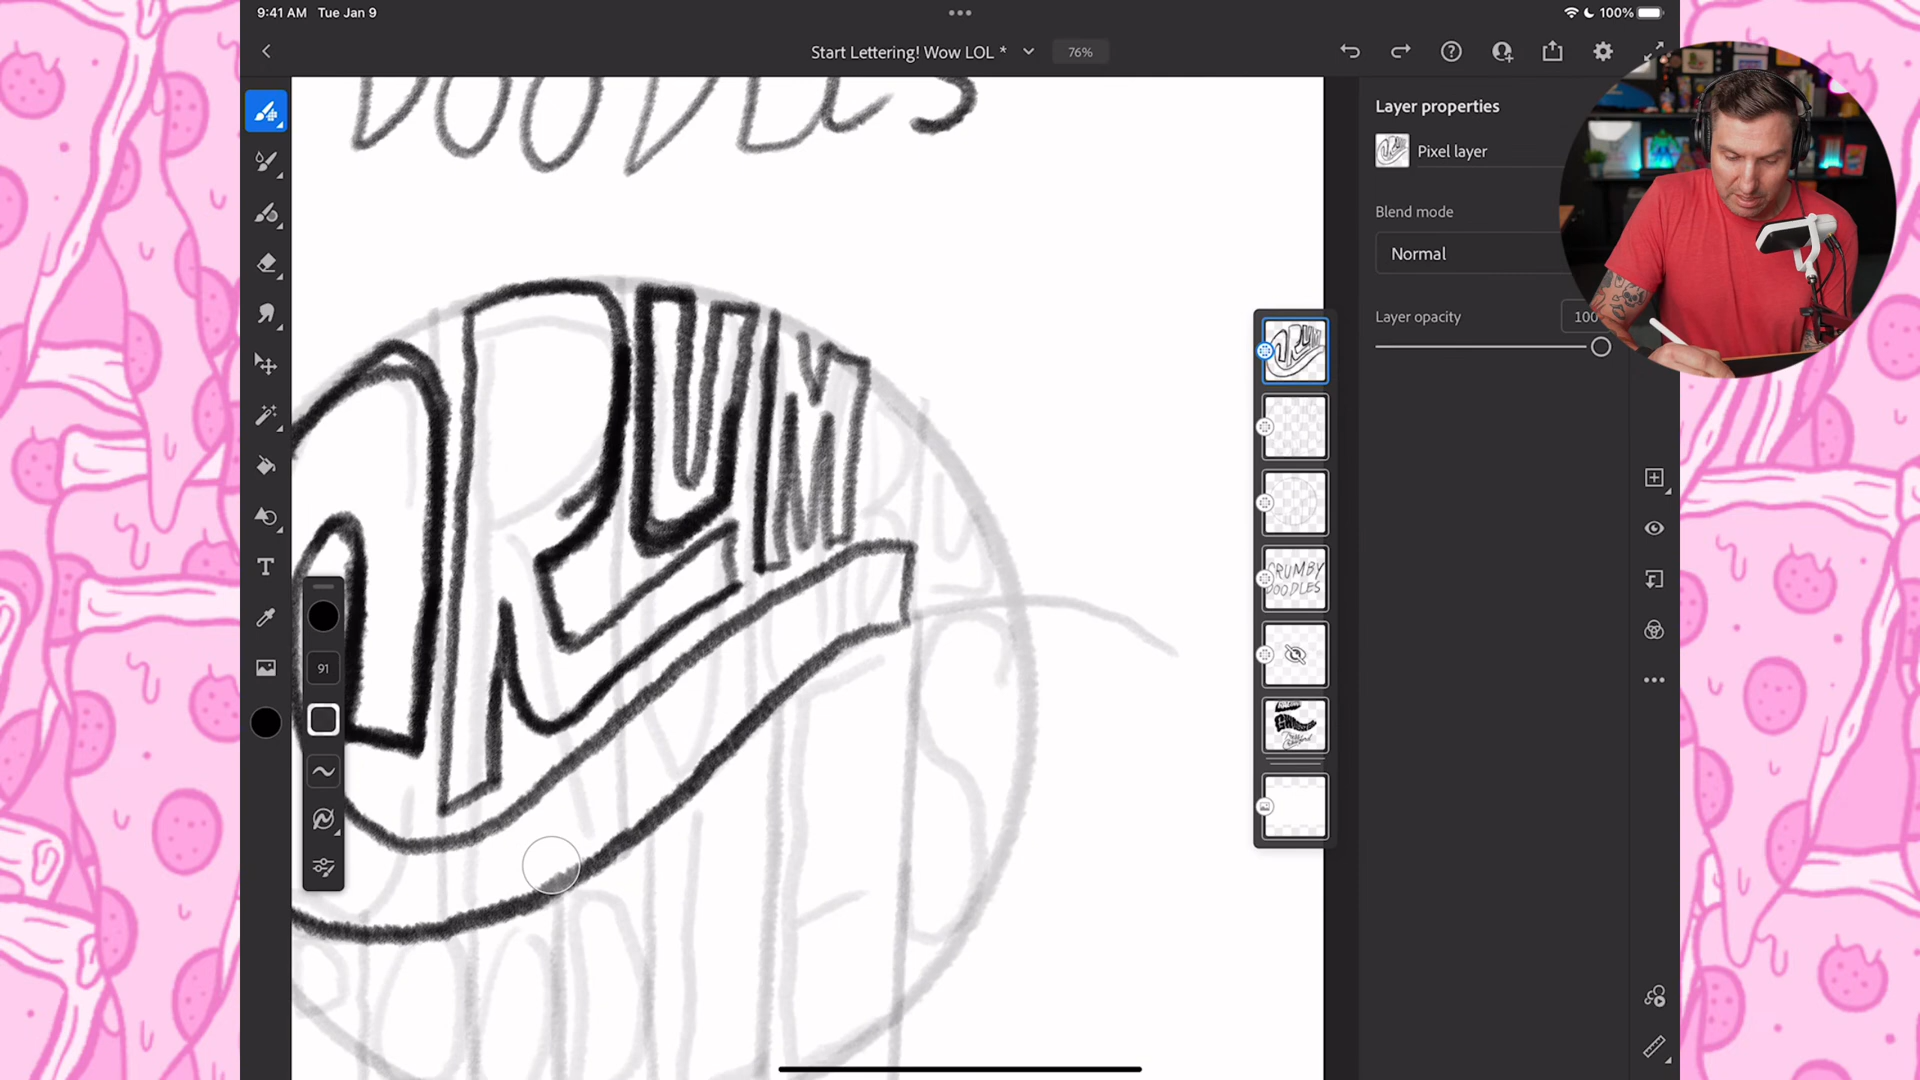 9:41 AM Tue Jan 9
100%
Start Lettering! Wow LOL *
76%
DOODLES
Layer properties
Pixel layer
Blend mode
Normal
Layer opacity
100
RUM
CRUMBY
DOODLES
91